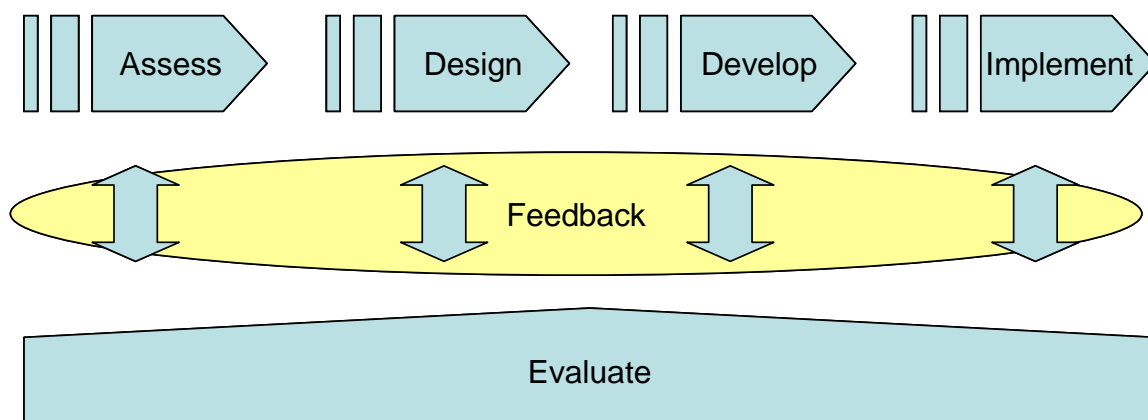 Assess
Design
Develop
Implement
Feedback
Evaluate